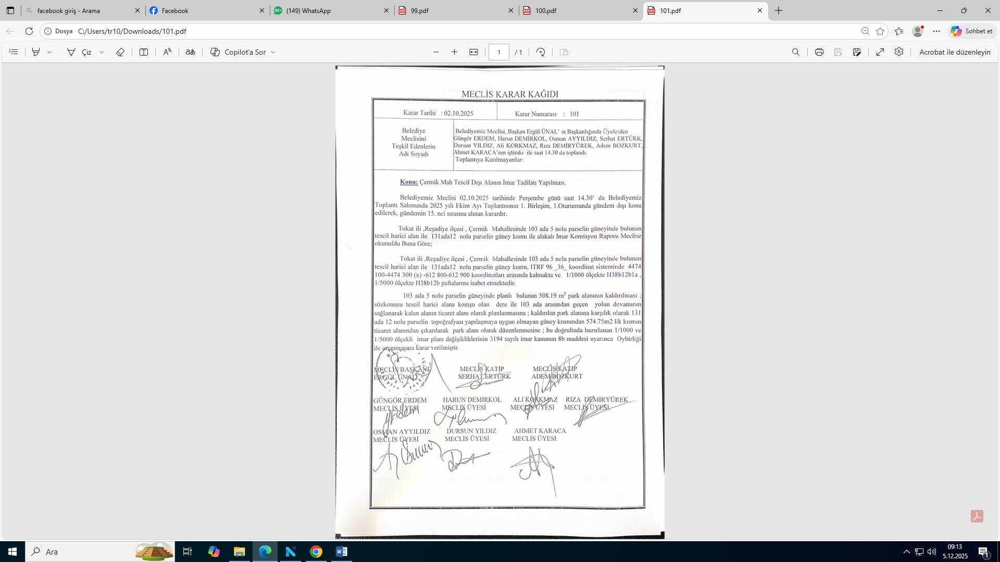 facebook giriş - Arama
Facebook
99+
(149) WhatsApp
99.pdf
100.pdf
101.pdf
Dosya C:/Users/tr10/Downloads/101.pdf
Sohbet et
Çiz
Copilot'a Sor
1 / 1
Acrobat ile düzenleyin
MECLİS KARAR KAĞIDI
Karar Tarihi : 02.10.2025 Karar Numarası : 101
Belediye
Meclisini
Teşkil Edenlerin
Adı Soyadı
Belediyemiz Meclisi, Başkan Ergül ÜNAL' ın Başkanlığında Üyelerden
Güngör ERDEM, Harun DEMİRKOL, Osman AYYILDIZ, Serhat ERTÜRK,
Dursun YILDIZ, Ali KORKMAZ, Rıza DEMİRYÜREK, Adem BOZKURT,
Ahmet KARACA'nın iştirakı ile saat 14.30 da toplandı.
Toplantıya Katılmayanlar:
Konu: Çermik Mah Tescil Dışı Alanın İmar Tadilatı Yapılması.
Belediyemiz Meclisi 02.10.2025 tarihinde Perşembe günü saat 14.30' da Belediyemiz
Toplantı Salonunda 2025 yılı Ekim Ayı Toplantısının 1. Birleşim, 1.Oturumunda gündem dışı konu
edilerek, gündemin 15. nci sırasına alınan karardır.
Tokat ili ,Reşadiye ilçesi , Çermik Mahallesinde 103 ada 5 nolu parselin güneyinde bulunan
tescil harici alan ile 131ada12 nolu parselin güney kısmı ile alakalı İmar Komisyon Raporu Meclise
okunuldu Buna Göre;
Tokat ili ,Reşadiye ilçesi , Çermik Mahallesinde 103 ada 5 nolu parselin güneyinde bulunan
tescil harici alan ile 131ada12 nolu parselin güney kısmı, ITRF 96 _36_ koordinat sisteminde 4474
100-4474 300 (x) -612 800-612 900 koordinatları arasında kalmakta ve 1/1000 ölçekte H38b12b1a ,
1/5000 ölçekte H38b12b paftalarına isabet etmektedir.
103 ada 5 nolu parselin güneyinde planlı bulunan 508.19 m2 park alanının kaldırılması ;
sözkonusu tescil harici alana komşu olan dere ile 103 ada arasından geçen yolun devamının
sağlanarak kalan alanın ticaret alanı olarak planlanmasına ; kaldırılan park alanına karşılık olarak 131
ada 12 nolu parselin topoğrafyası yapılaşmaya uygun olmayan güney kısmından 574.75m2 lik kısmın
ticaret alanından çıkarılarak park alanı olarak düzenlenmesine ; bu doğrultuda hazırlanan 1/1000 ve
1/5000 ölçekli imar planı değişikliklerinin 3194 sayılı imar kanunun 8b maddesi uyarınca Oybirliği
ile onanmasına karar verilmiştir.
MECLİS BAŞKANI MECLİS KATİP MECLİS KATİP
ERGÜL ÜNAL SERHAT ERTÜRK ADEM BOZKURT
GÜNGÖR ERDEM HARUN DEMİRKOL ALİ KORKMAZ RIZA DEMİRYÜREK
MECLİS ÜYESİ MECLİS ÜYESİ MECLİS ÜYESİ MECLİS ÜYESİ
OSMAN AYYILDIZ DURSUN YILDIZ AHMET KARACA
MECLİS ÜYESİ MECLİS ÜYESİ MECLİS ÜYESİ
Ara
09:13
5.12.2025
1